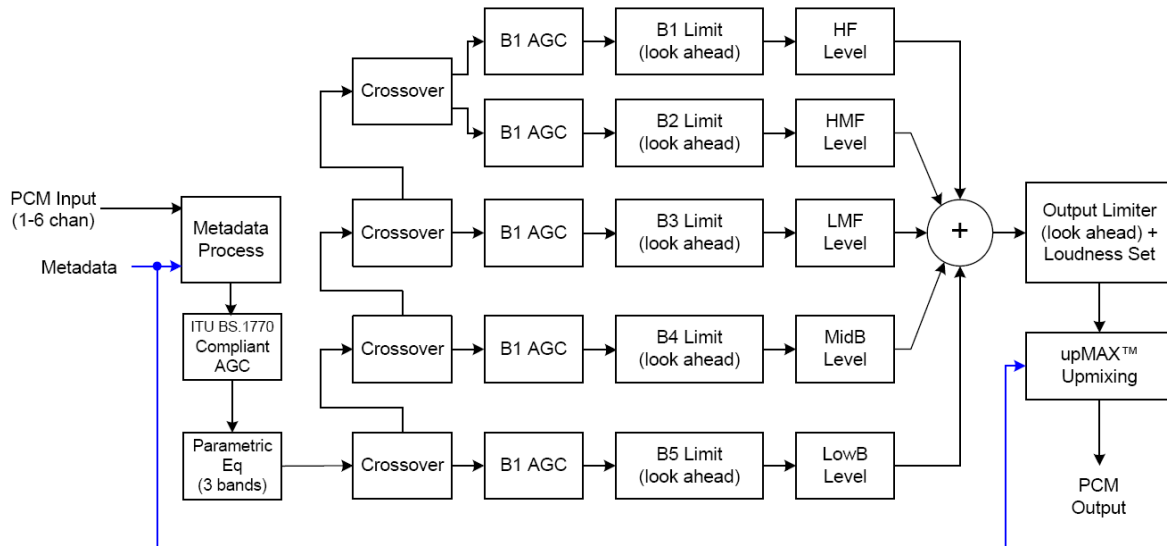 B1 AGC
B1 Limit
(look ahead)
HF
Level
Crossover
B1 AGC
B2 Limit
(look ahead)
HMF
Level
PCM Input
(1-6 chan)
Metadata
Process
Metadata
Crossover
B1 AGC
B3 Limit
(look ahead)
LMF
Level
+
Output Limiter
(look ahead) +
Loudness Set
ITU BS.1770
Compliant
AGC
Crossover
B1 AGC
B4 Limit
(look ahead)
MidB
Level
upMAX™
Upmixing
Parametric
Eq
(3 bands)
Crossover
B1 AGC
B5 Limit
(look ahead)
LowB
Level
PCM
Output